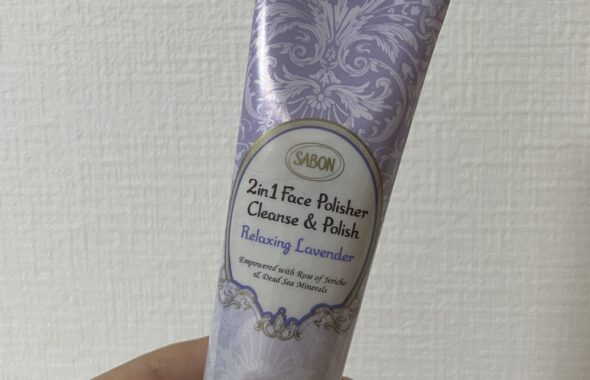 SABON
2in1 Face Polisher
Cleanse & Polish
Relaxing Lavender
Empowered with Rose of Jericho
& Dead Sea Minerals